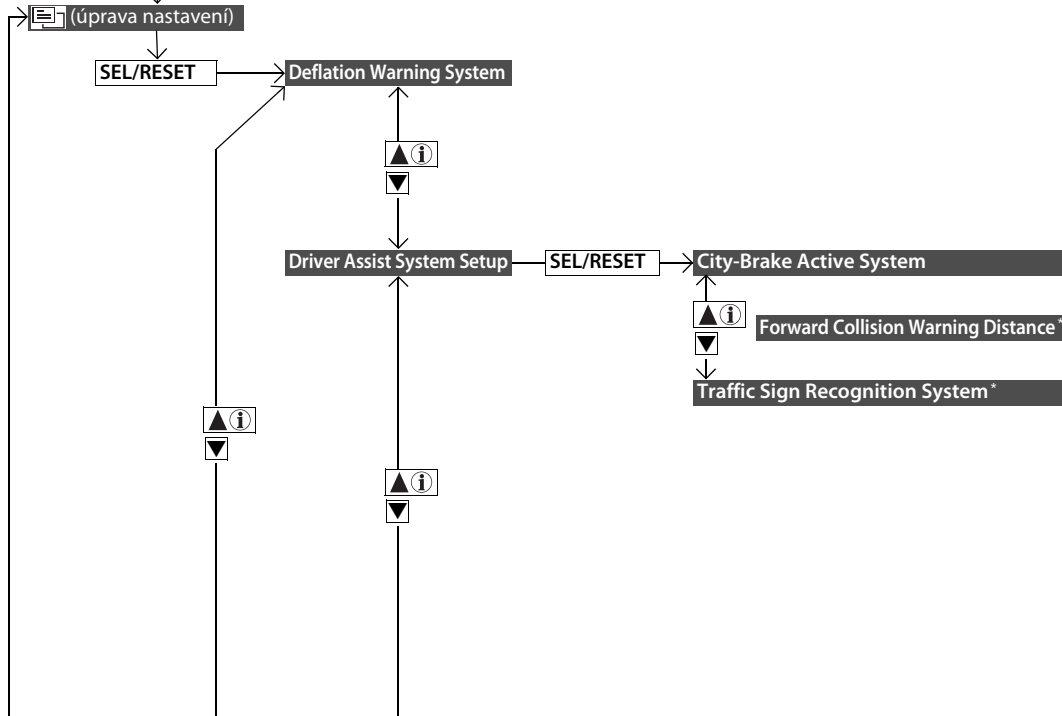 (úprava nastavení)
SEL/RESET
Deflation Warning System
▲ i
▼
Driver Assist System Setup
SEL/RESET
City-Brake Active System
▲ i
▼
Forward Collision Warning Distance*
Traffic Sign Recognition System*
▲ i
▼
▲ i
▼